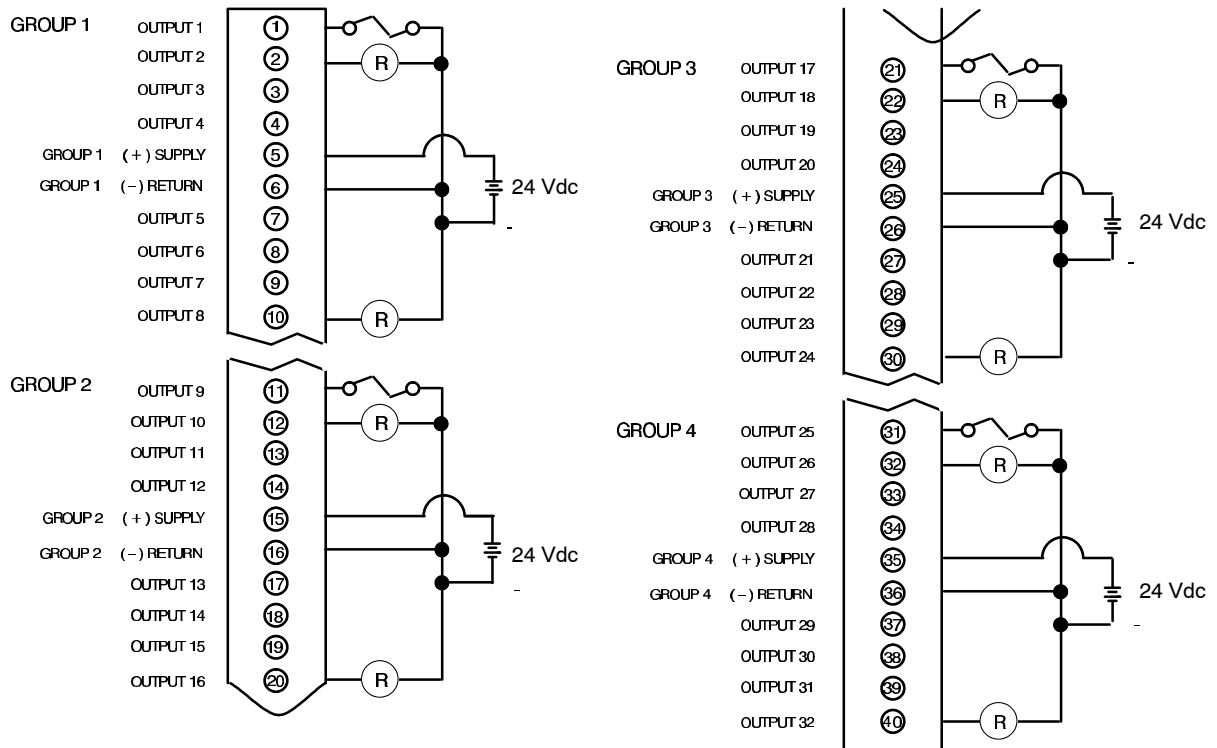 GROUP 1 OUTPUT 1 1
OUTPUT 2 2 R
OUTPUT 3 3
OUTPUT 4 4
GROUP 1 (+) SUPPLY 5
GROUP 1 (−) RETURN 6 24 Vdc
OUTPUT 5 7 -
OUTPUT 6 8
OUTPUT 7 9
OUTPUT 8 10 R
GROUP 2 OUTPUT 9 11
OUTPUT 10 12 R
OUTPUT 11 13
OUTPUT 12 14
GROUP 2 (+) SUPPLY 15
GROUP 2 (−) RETURN 16 24 Vdc
OUTPUT 13 17 -
OUTPUT 14 18
OUTPUT 15 19
OUTPUT 16 20 R
GROUP 3 OUTPUT 17 21
OUTPUT 18 22 R
OUTPUT 19 23
OUTPUT 20 24
GROUP 3 (+) SUPPLY 25
GROUP 3 (−) RETURN 26 24 Vdc
OUTPUT 21 27 -
OUTPUT 22 28
OUTPUT 23 29
OUTPUT 24 30 R
GROUP 4 OUTPUT 25 31
OUTPUT 26 32 R
OUTPUT 27 33
OUTPUT 28 34
GROUP 4 (+) SUPPLY 35
GROUP 4 (−) RETURN 36 24 Vdc
OUTPUT 29 37 -
OUTPUT 30 38
OUTPUT 31 39
OUTPUT 32 40 R